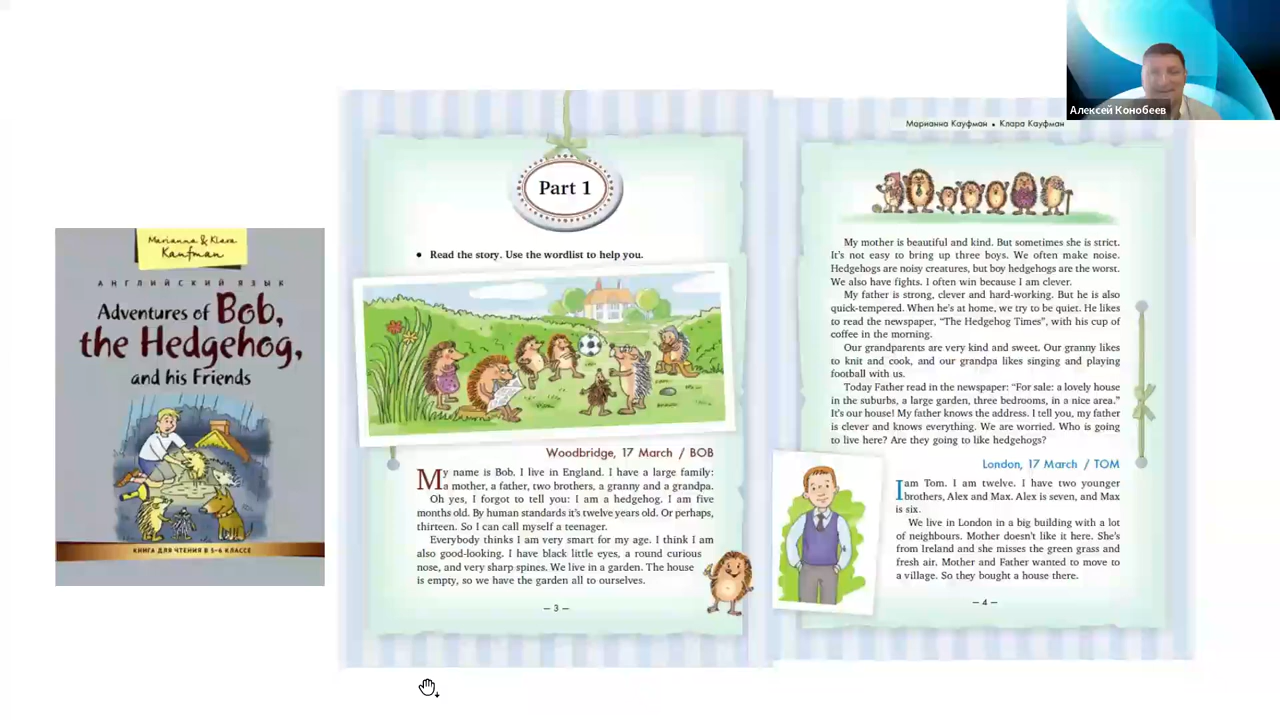 Алексей Конобеев
Marianna & Klara
Kaufman
АНГЛИЙСКИЙ ЯЗЫК
Adventures of Bob,
the Hedgehog,
and his Friends
КНИГА ДЛЯ ЧТЕНИЯ В 5–6 КЛАССЕ
Part 1
• Read the story. Use the wordlist to help you.
Woodbridge, 17 March / BOB
My name is Bob. I live in England. I have a large family:
a mother, a father, two brothers, a granny and a grandpa.
Oh yes, I forgot to tell you: I am a hedgehog. I am five
months old. By human standards it's twelve years old. Or perhaps,
thirteen. So I can call myself a teenager.
Everybody thinks I am very smart for my age. I think I am
also good-looking. I have black little eyes, a round curious
nose, and very sharp spines. We live in a garden. The house
is empty, so we have the garden all to ourselves.
— 3 —
Марианна Кауфман • Клара Кауфман
My mother is beautiful and kind. But sometimes she is strict.
It's not easy to bring up three boys. We often make noise.
Hedgehogs are noisy creatures, but boy hedgehogs are the worst.
We also have fights. I often win because I am clever.
My father is strong, clever and hard-working. But he is also
quick-tempered. When he's at home, we try to be quiet. He likes
to read the newspaper, “The Hedgehog Times”, with his cup of
coffee in the morning.
Our grandparents are very kind and sweet. Our granny likes
to knit and cook, and our grandpa likes singing and playing
football with us.
Today Father read in the newspaper: “For sale: a lovely house
in the suburbs, a large garden, three bedrooms, in a nice area.”
It's our house! My father knows the address. I tell you, my father
is clever and knows everything. We are worried. Who is going
to live here? Are they going to like hedgehogs?
London, 17 March / TOM
I am Tom. I am twelve. I have two younger
brothers, Alex and Max. Alex is seven, and Max
is six.
We live in London in a big building with a lot
of neighbours. Mother doesn't like it here. She's
from Ireland and she misses the green grass and
fresh air. Mother and Father wanted to move to
a village. So they bought a house there.
— 4 —